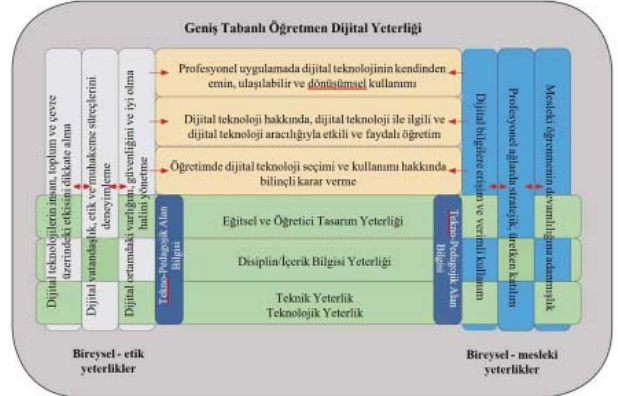 Geniş Tabanlı Öğretmen Dijital Yeterliği
Dijital teknolojilerin insan, toplum ve çevre
üzerindeki etkisini dikkate alma
Dijital vatandaşlık, etik ve muhakeme süreçlerini
deneyimleme
Dijital ortamdaki varlığını, güvenliğini ve iyi olma
halini yönetme
Profesyonel uygulamada dijital teknolojinin kendinden
emin, ulaşılabilir ve dönüşümsel kullanımı
Dijital teknoloji hakkında, dijital teknoloji ile ilgili ve
dijital teknoloji aracılığıyla etkili ve faydalı öğretim
Öğretimde dijital teknoloji seçimi ve kullanımı hakkında
bilinçli karar verme
Tekno-Pedagojik Alan
Bilgisi
Eğitsel ve Öğretici Tasarım Yeterliği
Disiplin/İçerik Bilgisi Yeterliği
Teknik Yeterlik
Teknolojik Yeterlik
Tekno-Pedagojik Alan
Bilgisi
Dijital bilgilere erişim ve verimli kullanım
Profesyonel ağlarda stratejik, üretken katılım
Mesleki öğrenmenin devamlılığına adanmışlık
Bireysel - etik
yeterlikler
Bireysel - mesleki
yeterlikler